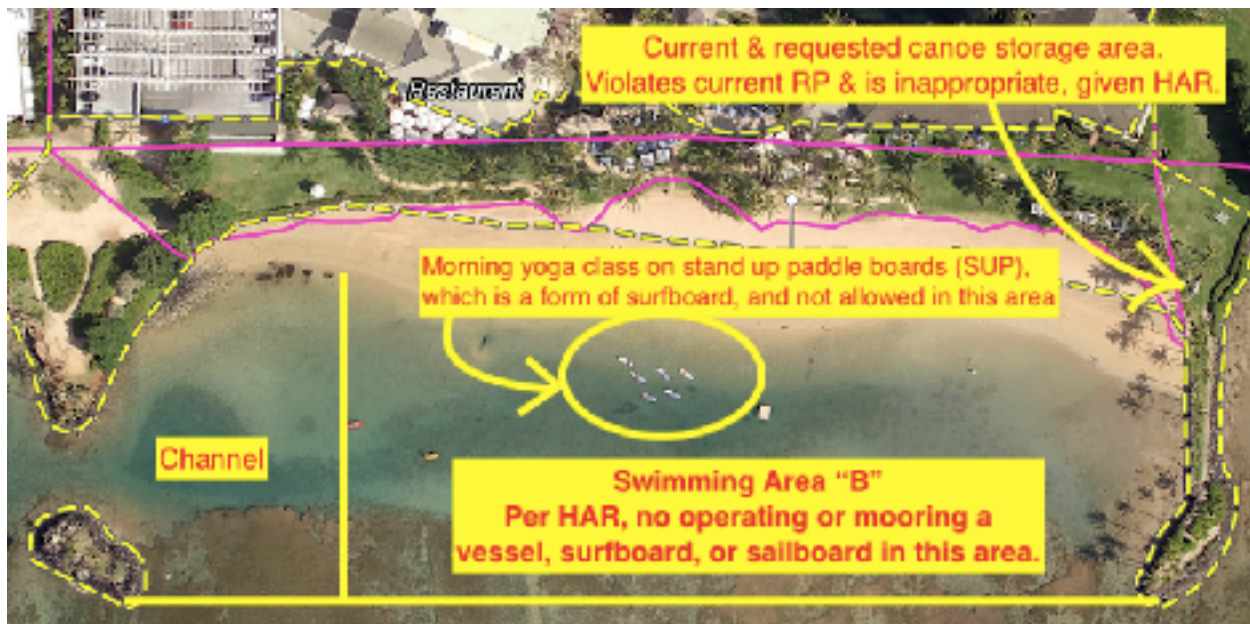 Current & requested canoe storage area.
Violates current RP & is inappropriate, given HAR.
Restaurant
Morning yoga class on stand up paddle boards (SUP),
which is a form of surfboard, and not allowed in this area
Channel
Swimming Area “B”
Per HAR, no operating or mooring a
vessel, surfboard, or sailboard in this area.